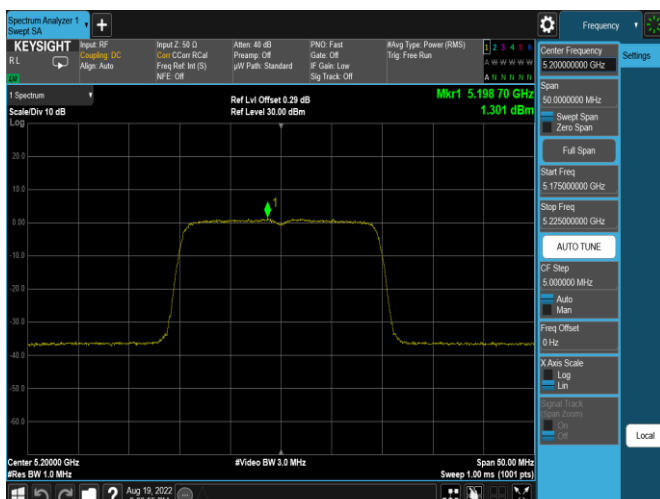 Spectrum Analyzer 1
Swept SA
+
Frequency
KEYSIGHT
R L
Input: RF
Coupling: DC
Align: Auto
Input Z: 50 Ω
Corr CCorr RCal
Freq Ref: Int (S)
NFE: Off
Atten: 40 dB
Preamp: Off
µW Path: Standard
PNO: Fast
Gate: Off
IF Gain: Low
Sig Track: Off
#Avg Type: Power (RMS)
Trig: Free Run
1 2 3 4 5 6
A W W W W W
A N N N N N
1 Spectrum
Scale/Div 10 dB
Log
Ref Lvl Offset 0.29 dB
Ref Level 30.00 dBm
Mkr1 5.198 70 GHz
1.301 dBm
1
20.0
10.0
0.00
-10.0
-20.0
-30.0
-40.0
-50.0
-60.0
Center 5.20000 GHz
#Res BW 1.0 MHz
#Video BW 3.0 MHz
Span 50.00 MHz
Sweep 1.00 ms (1001 pts)
Center Frequency
5.200000000 GHz
Settings
Span
50.0000000 MHz
Swept Span
Zero Span
Full Span
Start Freq
5.175000000 GHz
Stop Freq
5.225000000 GHz
AUTO TUNE
CF Step
5.000000 MHz
Auto
Man
Freq Offset
0 Hz
X Axis Scale
Log
Lin
Signal Track
(Span Zoom)
On
Off
Local
?
Aug 19, 2022